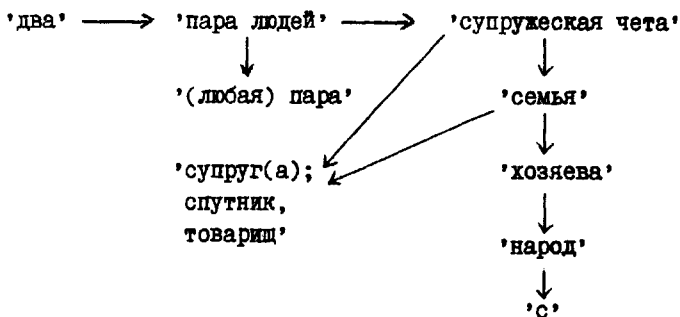 'два' → 'пара людей' → 'супружеская чета'
'(любая) пара' 'семья'
'супруг(а); 'хозяева'
спутник,
товарищ'
'народ'
'с'